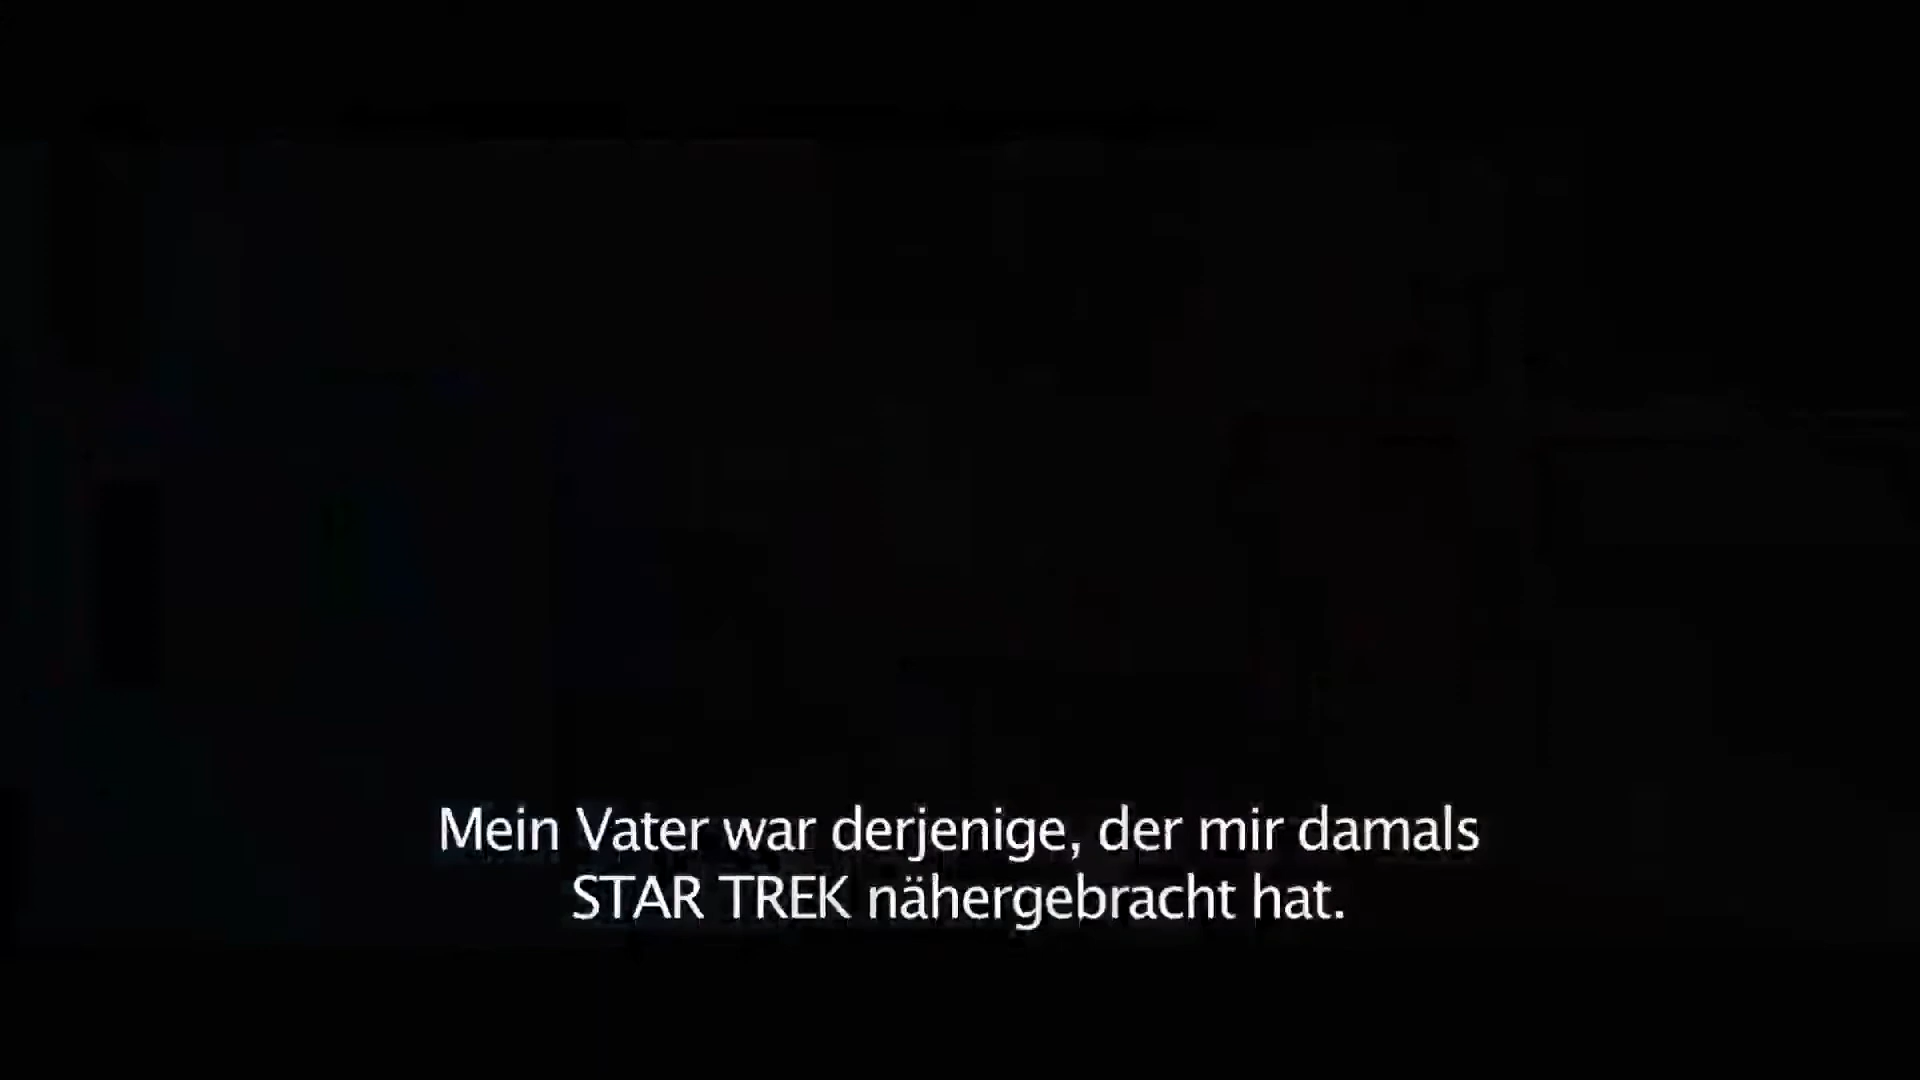 Mein Vater war derjenige, der mir damals
STAR TREK nähergebracht hat.